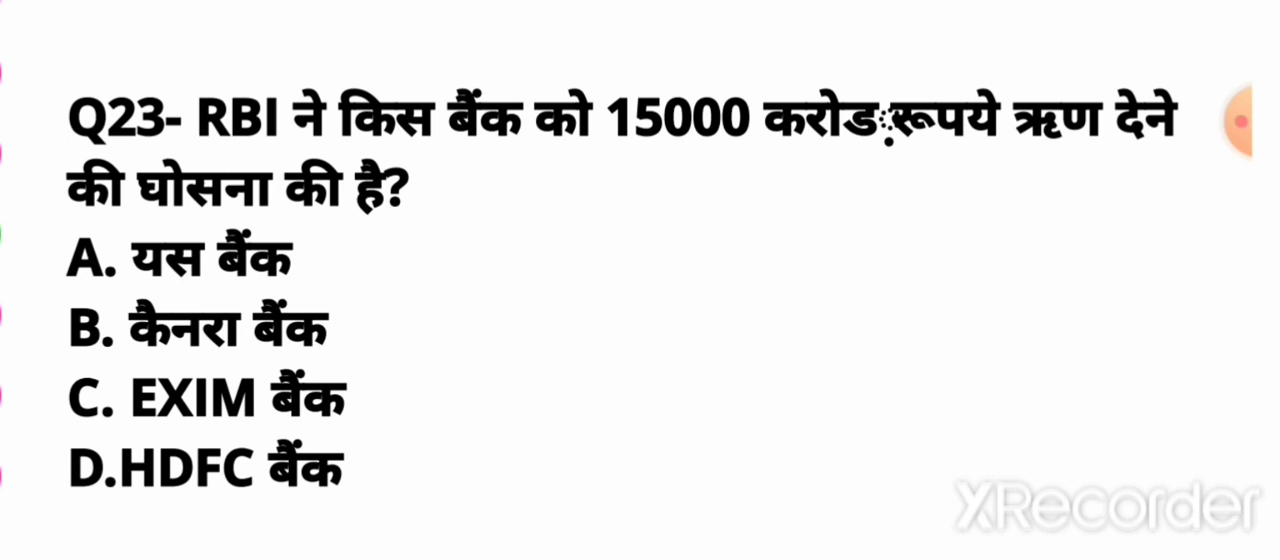 Q23- RBI ने किस बैंक को 15000 करोड़ रूपये ऋण देने
की घोसना की है?
A. यस बैंक
B. कैनरा बैंक
C. EXIM बैंक
D.HDFC बैंक
XRecorder